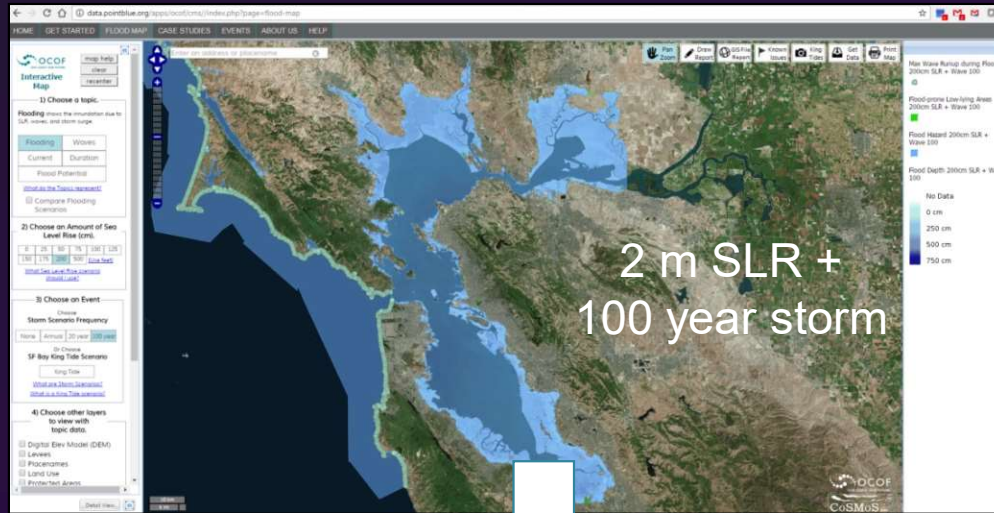 data.pointblue.org/apps/ocof/cms//index.php?page=flood-map
HOME GET STARTED FLOOD MAP CASE STUDIES EVENTS ABOUT US HELP
OCOF
Interactive
Map
map help
clear
recenter
1) Choose a topic.
Flooding shows the inundation due to
SLR, waves, and storm surge.
Flooding Waves
Current Duration
Flood Potential
What do the Topics represent?
Compare Flooding
Scenarios
2) Choose an Amount of Sea
Level Rise (cm).
0 25 50 75 100 125
150 175 200 500 (Use feet)
What Sea Level Rise scenario
should I use?
3) Choose an Event
Choose
Storm Scenario Frequency
None Annual 20 year 100 year
Or Choose
SF Bay King Tide Scenario
King Tide
What are Storm Scenarios?
What is a King Tide scenario?
4) Choose other layers
to view with
topic data.
Digital Elev Model (DEM)
Levees
Placenames
Land Use
Protected Areas
Detail View...
Enter an address or placename
Pan Zoom
Draw Report
GIS File Report
Known Issues
King Tides
Get Data
Print Map
2 m SLR +
100 year storm
OCOF
CoSMoS
Max Wave Runup during Floo
200cm SLR + Wave 100
Flood-prone Low-lying Areas
200cm SLR + Wave 100
Flood Hazard 200cm SLR +
Wave 100
Flood Depth 200cm SLR + W
100
No Data
0 cm
250 cm
500 cm
750 cm